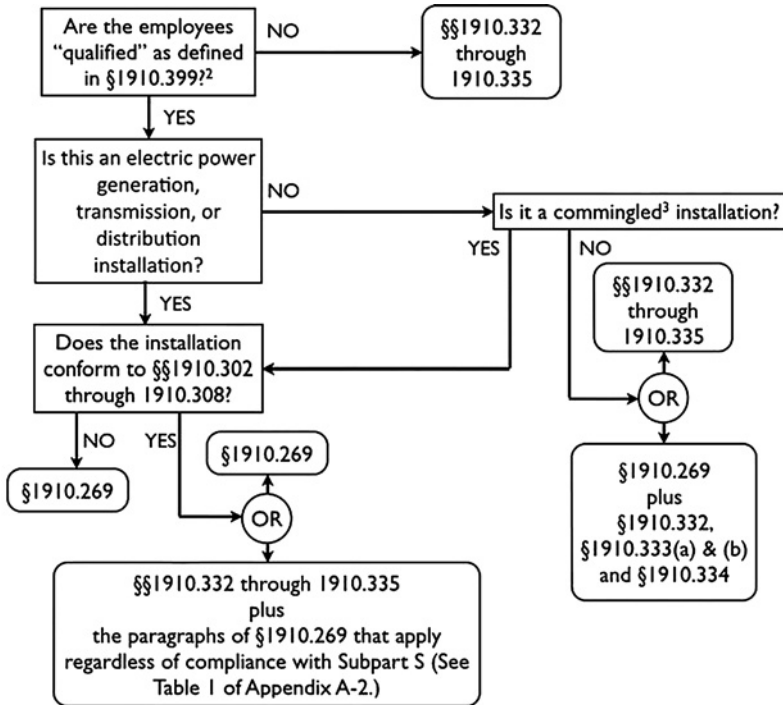 Are the employees
“qualified” as defined
in §1910.399?²
NO
§§1910.332
through
1910.335
YES
Is this an electric power
generation,
transmission, or
distribution
installation?
NO
Is it a commingled³ installation?
YES
NO
§§1910.332
through
1910.335
OR
§1910.269
plus
§1910.332,
§1910.333(a) & (b)
and §1910.334
YES
Does the installation
conform to §§1910.302
through 1910.308?
NO
§1910.269
YES
§1910.269
OR
§§1910.332 through 1910.335
plus
the paragraphs of §1910.269 that apply
regardless of compliance with Subpart S (See
Table 1 of Appendix A-2.)